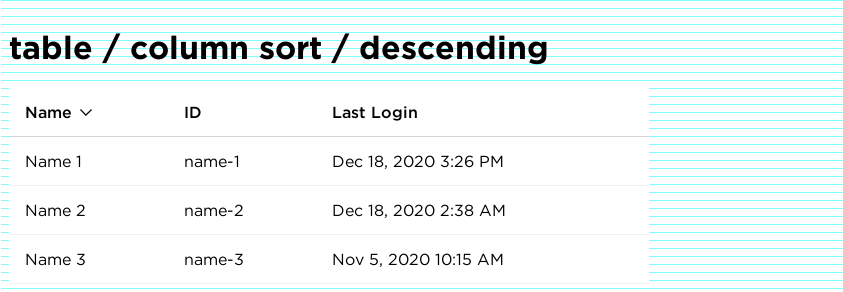 table / column sort / descending
Name ID Last Login
Name 1 name-1 Dec 18, 2020 3:26 PM
Name 2 name-2 Dec 18, 2020 2:38 AM
Name 3 name-3 Nov 5, 2020 10:15 AM